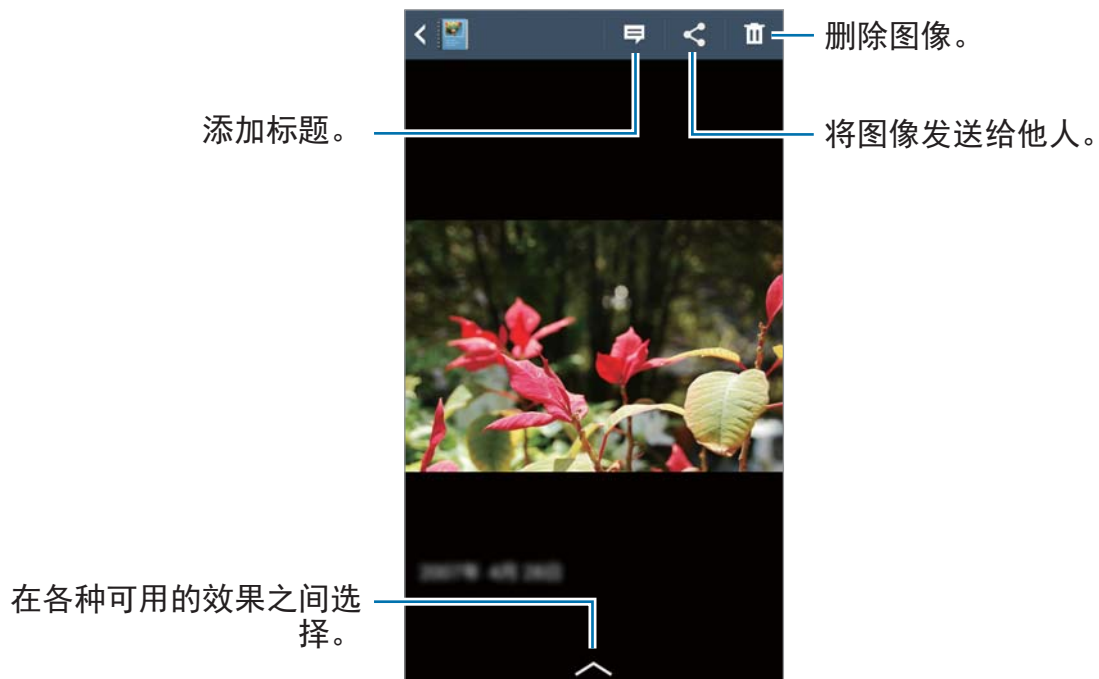 删除图像。
添加标题。
将图像发送给他人。
在各种可用的效果之间选
择。